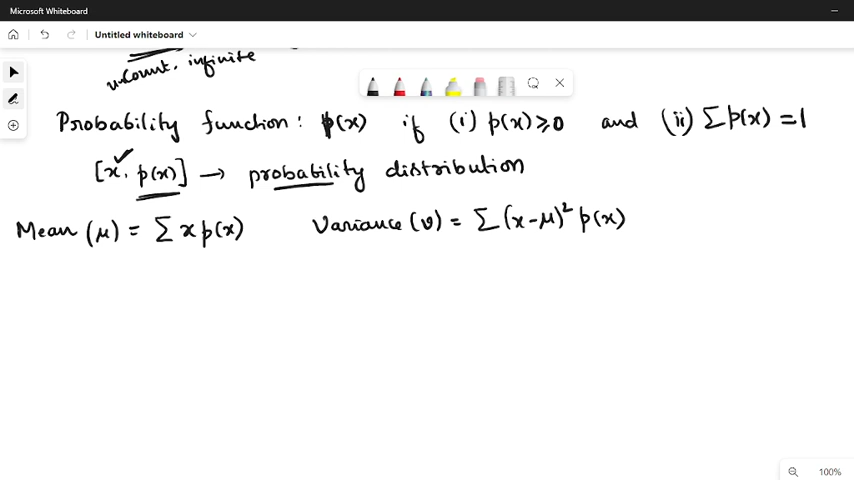 Microsoft Whiteboard
Untitled whiteboard
uncount. infinite
Probability function: p(x) if (i) p(x)≥0 and (ii) Σp(x)=1
[x, p(x)] → probability distribution
Mean (μ) = Σ x p(x) Variance (v) = Σ (x-μ)² p(x)
100%